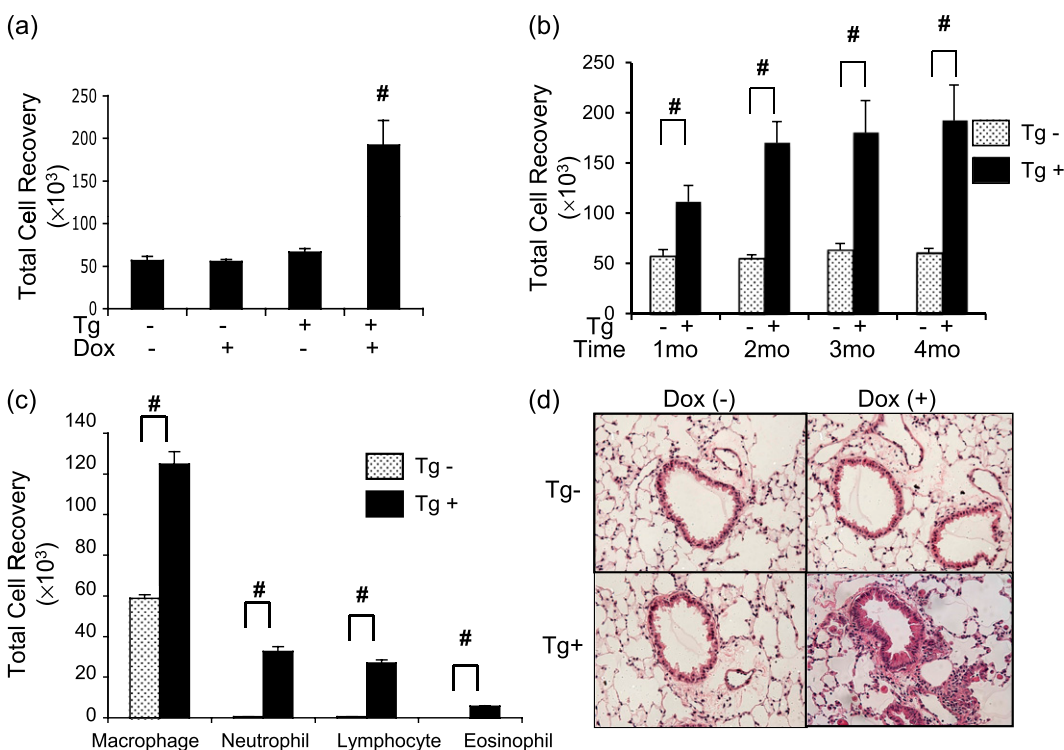 (a)
#
250
200
150
100
50
0
Total Cell Recovery
(×10³)
Tg - - + +
Dox - + - +
(b)
# # # #
250
200
150
100
50
0
Total Cell Recovery
(×10³)
Tg -
Tg +
Tg - + - + - + - +
Time 1mo 2mo 3mo 4mo
(c)
# # # #
140
120
100
80
60
40
20
0
Total Cell Recovery
(×10³)
Tg -
Tg +
Macrophage Neutrophil Lymphocyte Eosinophil
(d)
Dox (-) Dox (+)
Tg-
Tg+